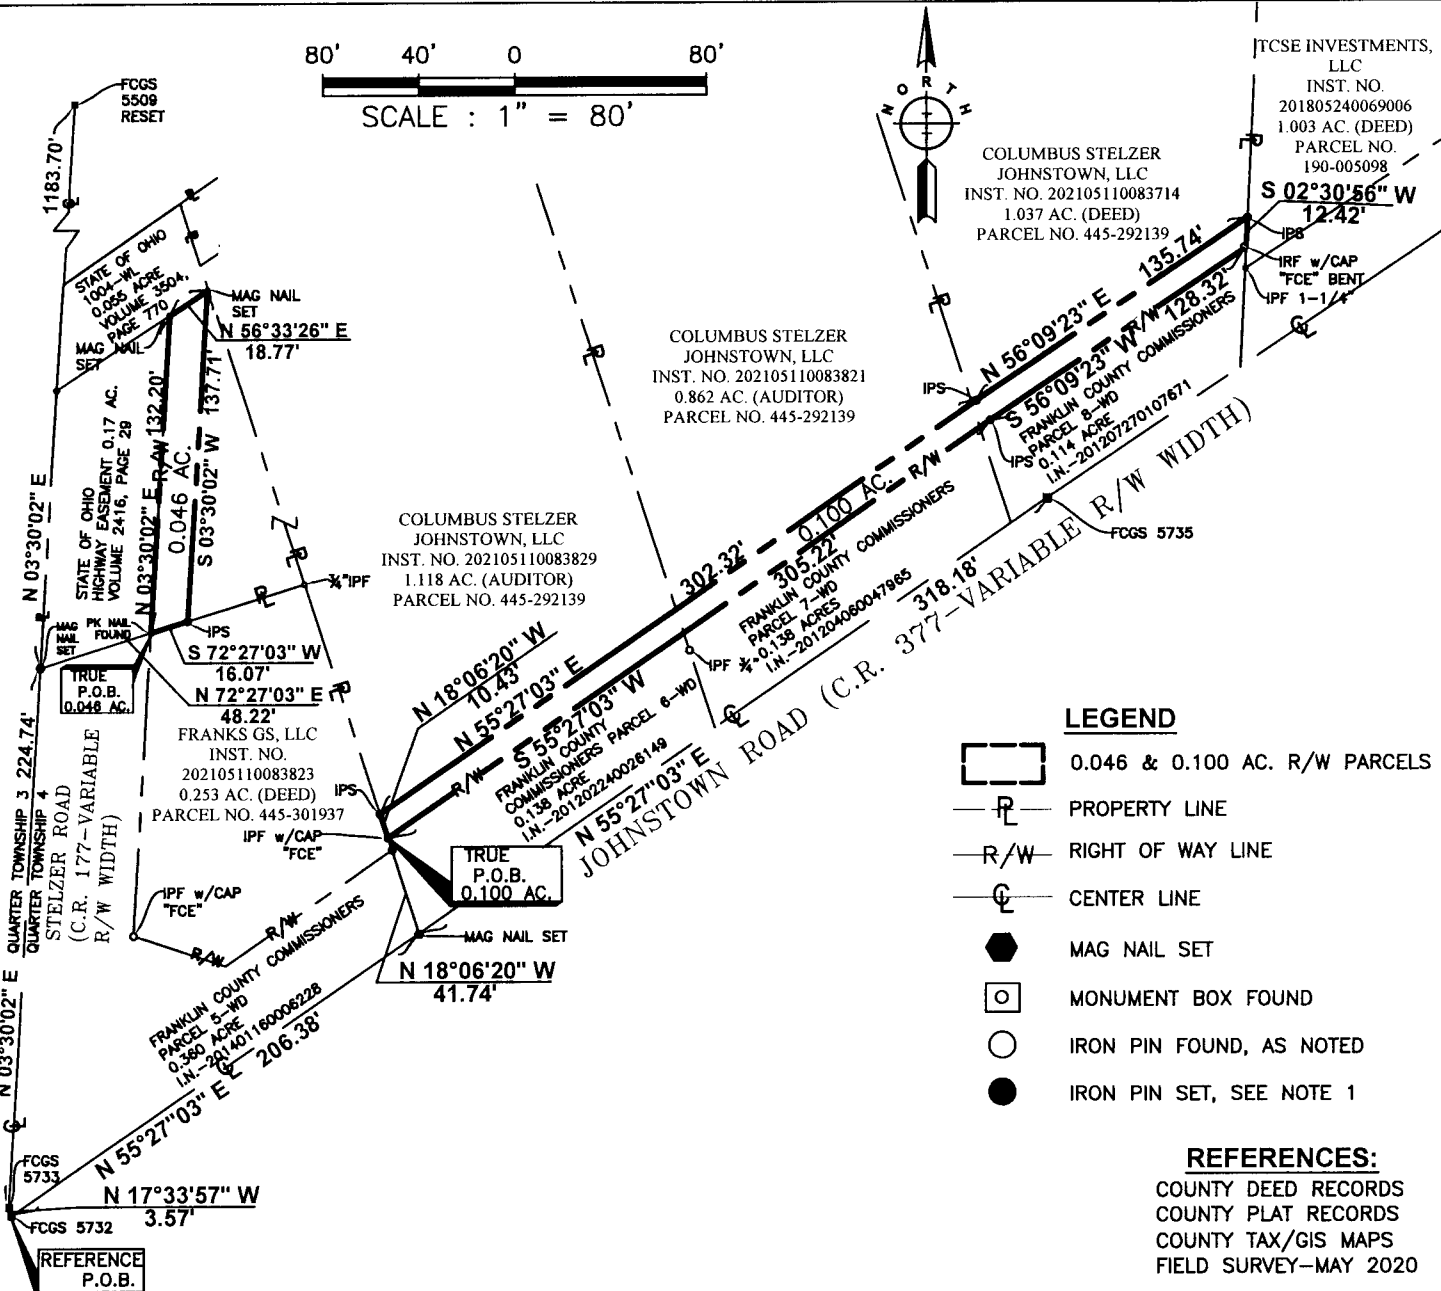 80' 40' 0 80'
SCALE : 1" = 80'
NORTH
FCGS
5509
RESET
1183.70'
STATE OF OHIO
1004-WL
0.055 ACRE
VOLUME 3504,
PAGE 770
MAG NAIL
SET
N 56°33'26" E
18.77'
MAG NAIL
SET
STATE OF OHIO
HIGHWAY EASEMENT 0.17 AC.
VOLUME 2416, PAGE 29
N 03°30'02" E
N 03°30'02" E
R/W
132.20'
0.046 AC.
S 03°30'02" W
137.71'
MAG
NAIL
SET
PK NAIL
FOUND
IPS
S 72°27'03" W
16.07'
N 72°27'03" E
48.22'
TRUE
P.O.B.
0.046 AC.
¾"IPF
FRANKS GS, LLC
INST. NO.
202105110083823
0.253 AC. (DEED)
PARCEL NO. 445-301937
COLUMBUS STELZER
JOHNSTOWN, LLC
INST. NO. 202105110083829
1.118 AC. (AUDITOR)
PARCEL NO. 445-292139
COLUMBUS STELZER
JOHNSTOWN, LLC
INST. NO. 202105110083821
0.862 AC. (AUDITOR)
PARCEL NO. 445-292139
COLUMBUS STELZER
JOHNSTOWN, LLC
INST. NO. 202105110083714
1.037 AC. (DEED)
PARCEL NO. 445-292139
TCSE INVESTMENTS,
LLC
INST. NO.
201805240069006
1.003 AC. (DEED)
PARCEL NO.
190-005098
S 02°30'56" W
12.42'
IPS
IRF w/CAP
"FCE" BENT
IPF 1-1/4"
135.74'
N 56°09'23" E
R/W
128.32'
S 56°09'23" W
FRANKLIN COUNTY COMMISSIONERS
PARCEL 8-WD
0.114 ACRE
I.N.-201207270107671
IPS
IPS
FCGS 5735
0.100 AC.
R/W
302.32'
305.22'
FRANKLIN COUNTY COMMISSIONERS
PARCEL 7-WD
0.138 ACRES
I.N.-201204060047965
318.18'
IPF ¾"
JOHNSTOWN ROAD (C.R. 377-VARIABLE R/W WIDTH)
N 18°06'20" W
10.43'
N 55°27'03" E
S 55°27'03" W
R/W
FRANKLIN COUNTY
COMMISSIONERS PARCEL 6-WD
0.138 ACRE
I.N.-201202240026149
N 55°27'03" E
IPS
IPF w/CAP
"FCE"
TRUE
P.O.B.
0.100 AC.
MAG NAIL SET
N 18°06'20" W
41.74'
IPF w/CAP
"FCE"
R/W
R/W
FRANKLIN COUNTY COMMISSIONERS
PARCEL 5-WD
0.360 ACRE
I.N.-201401160006228
206.38'
N 55°27'03" E
224.74'
QUARTER TOWNSHIP 3
QUARTER TOWNSHIP 4
STELZER ROAD
(C.R. 177-VARIABLE
R/W WIDTH)
N 03°30'02" E
FCGS
5733
N 17°33'57" W
3.57'
FCGS 5732
REFERENCE
P.O.B.
LEGEND
0.046 & 0.100 AC. R/W PARCELS
PL PROPERTY LINE
R/W RIGHT OF WAY LINE
CL CENTER LINE
MAG NAIL SET
MONUMENT BOX FOUND
IRON PIN FOUND, AS NOTED
IRON PIN SET, SEE NOTE 1
REFERENCES:
COUNTY DEED RECORDS
COUNTY PLAT RECORDS
COUNTY TAX/GIS MAPS
FIELD SURVEY-MAY 2020